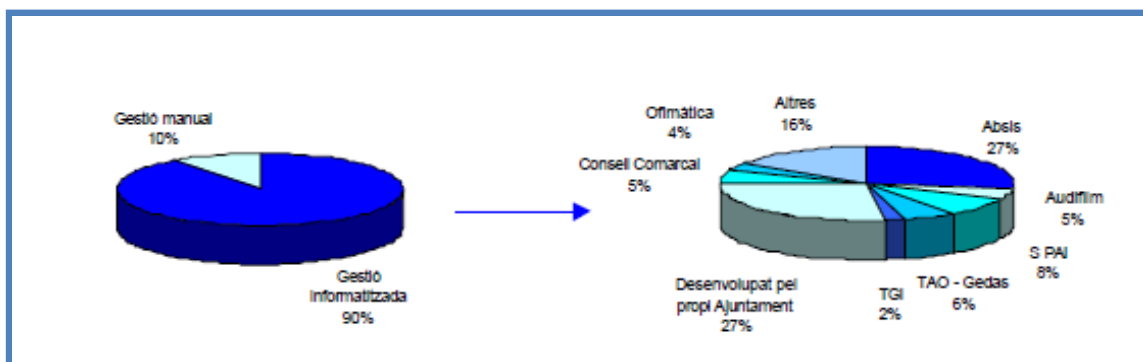 Gestió manual
10%
Gestió
informatitzada
90%
Ofimàtica
4%
Altres
16%
Absis
27%
Consell Comarcal
5%
Audifilm
5%
S PAI
8%
TAO - Gedas
6%
TGI
2%
Desenvolupat pel
propi Ajuntament
27%